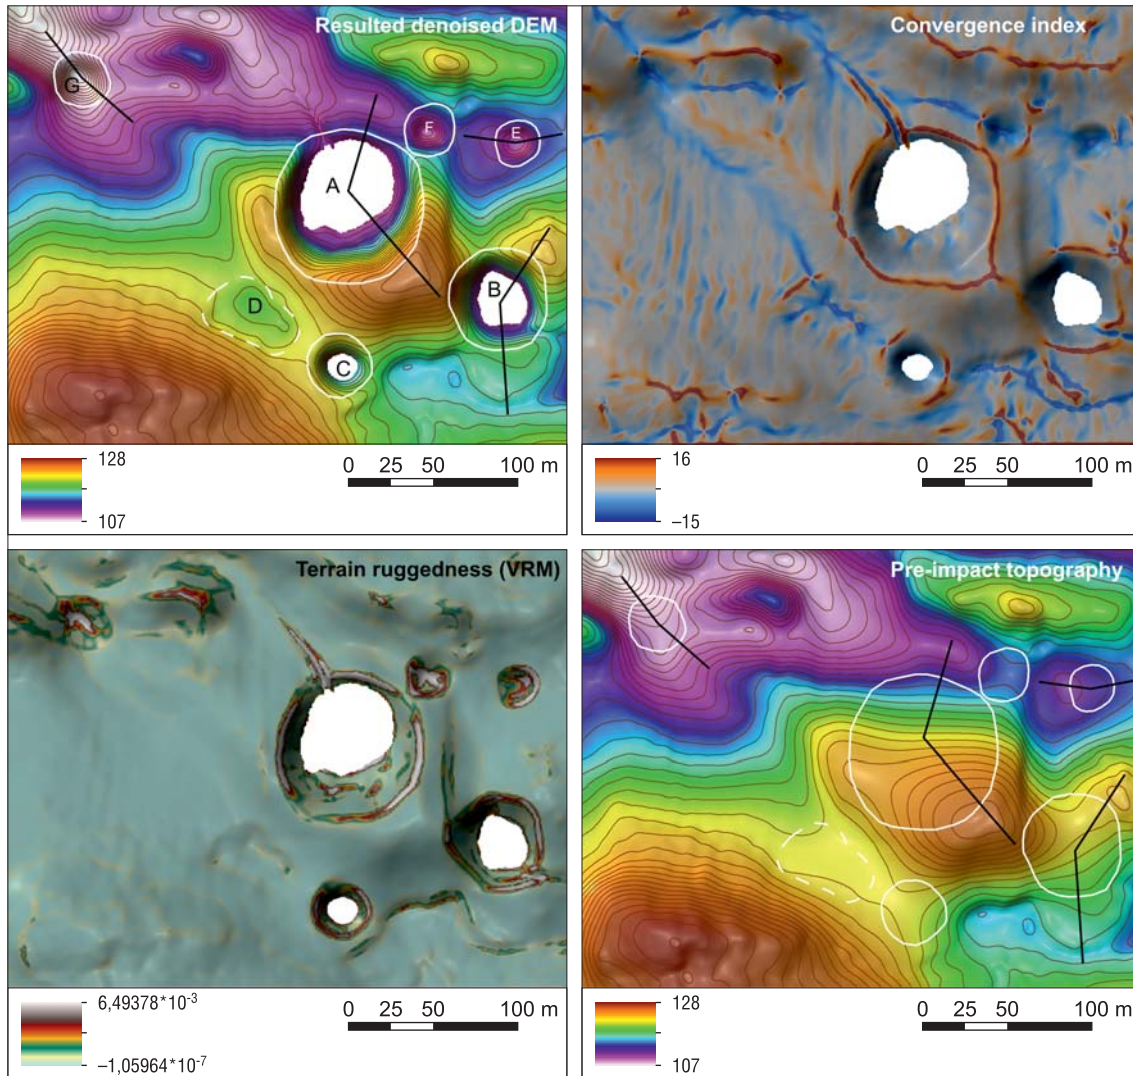 Resulted denoised DEM
G
F
E
A
B
D
C
128
107
0 25 50 100 m
Convergence index
16
–15
0 25 50 100 m
Terrain ruggedness (VRM)
6,49378*10-3
–1,05964*10-7
0 25 50 100 m
Pre-impact topography
128
107
0 25 50 100 m